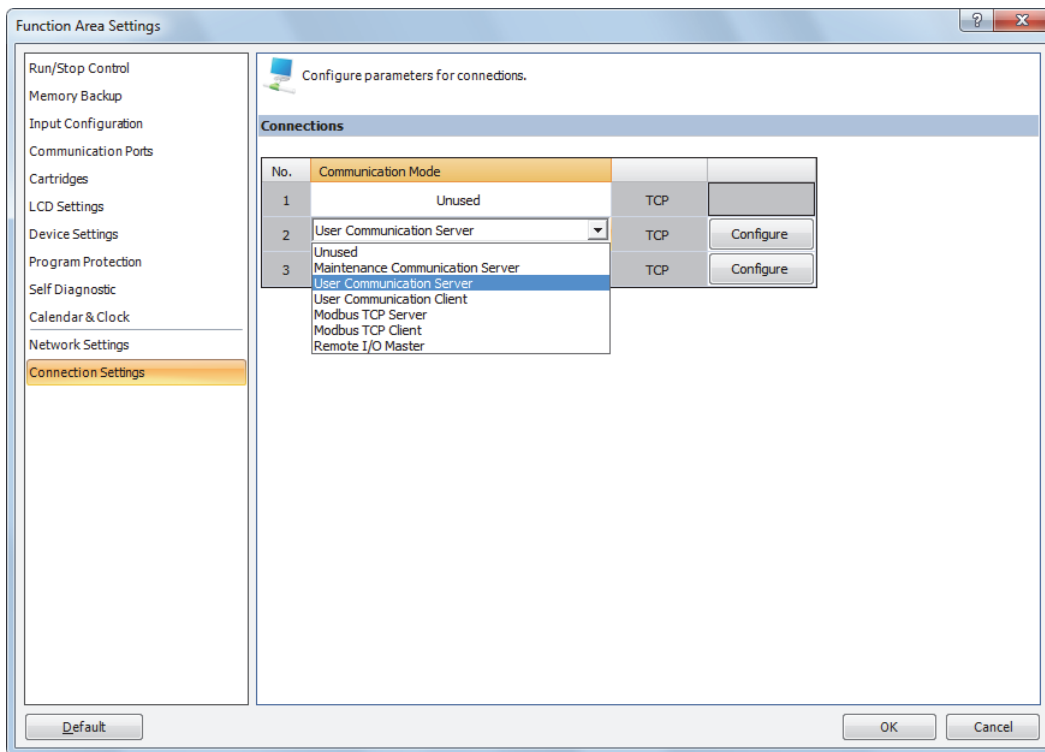 Function Area Settings
Run/Stop Control
Memory Backup
Input Configuration
Communication Ports
Cartridges
LCD Settings
Device Settings
Program Protection
Self Diagnostic
Calendar & Clock
Network Settings
Connection Settings
Configure parameters for connections.
Connections
No. Communication Mode
1 Unused TCP
2 User Communication Server TCP Configure
3 TCP Configure
Unused
Maintenance Communication Server
User Communication Server
User Communication Client
Modbus TCP Server
Modbus TCP Client
Remote I/O Master
Default OK Cancel